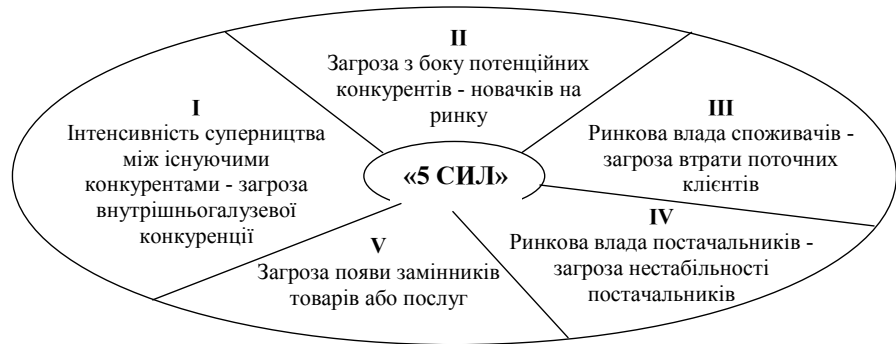 I
Інтенсивність суперництва
між існуючими
конкурентами - загроза
внутрішньогалузевої
конкуренції
II
Загроза з боку потенційних
конкурентів - новачків на
ринку
III
Ринкова влада споживачів -
загроза втрати поточних
клієнтів
«5 СИЛ»
IV
Ринкова влада постачальників -
загроза нестабільності
постачальників
V
Загроза появи замінників
товарів або послуг